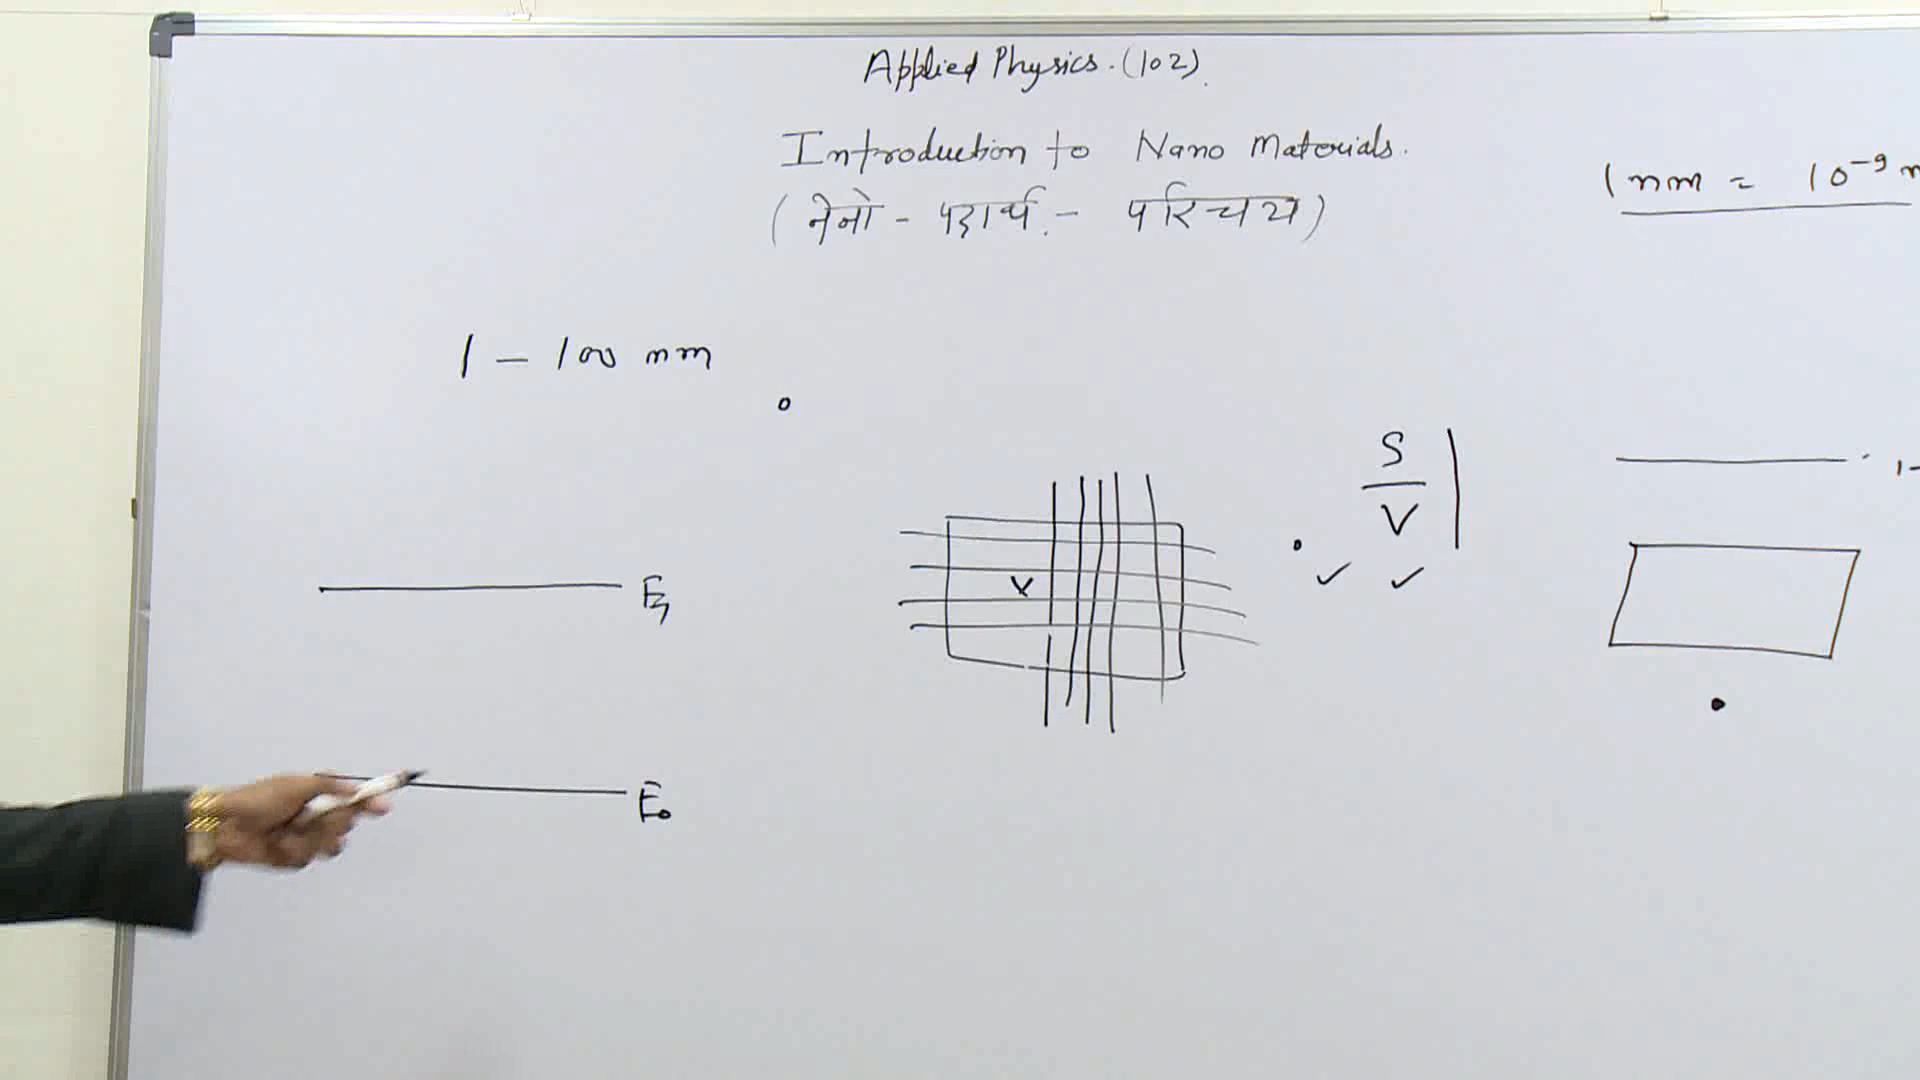 Applied Physics. (102).
Introduction to Nano Materials.
(नेनो - पदार्थ. - परिचय)
1 nm = 10⁻⁹ m
1 - 100 nm
S
V
1-
V
E₁
E₀